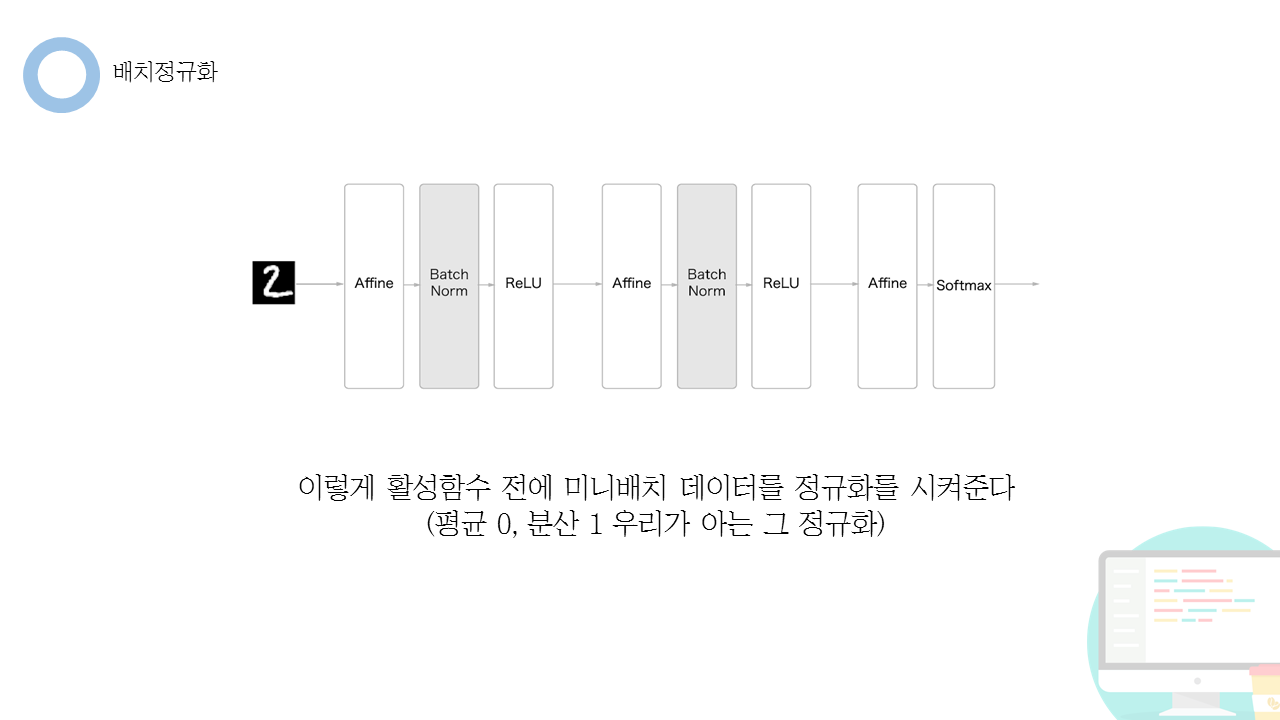 배치정규화
2
Affine
Batch
Norm
ReLU
Affine
Batch
Norm
ReLU
Affine
Softmax
이렇게 활성함수 전에 미니배치 데이터를 정규화를 시켜준다
(평균 0, 분산 1 우리가 아는 그 정규화)